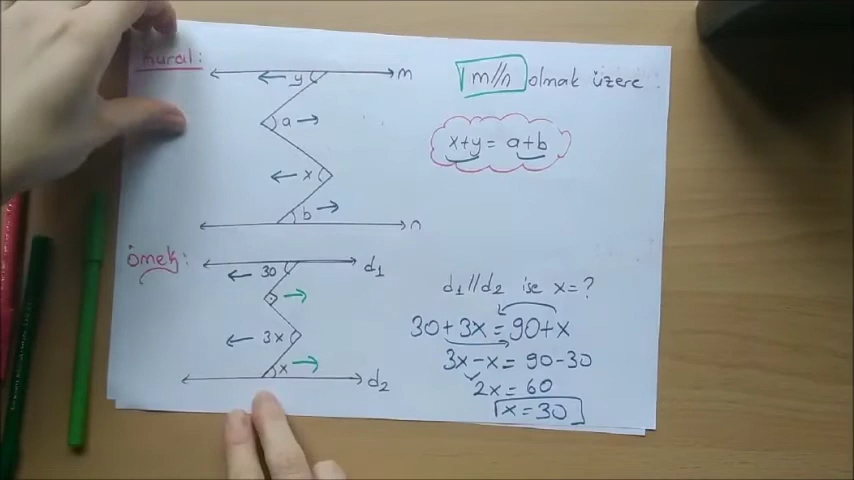 kural:
y
m
a
x
b
n
m//n olmak üzere
x+y = a+b
örnek:
30
d1
3x
x
d2
d1//d2 ise x=?
30+3x=90+x
3x-x=90-30
2x=60
x=30